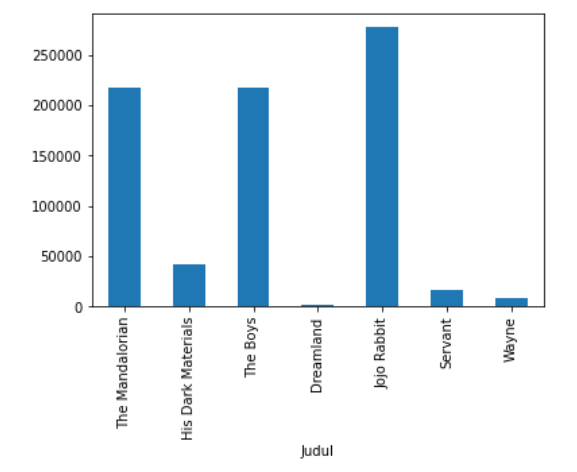 250000
200000
150000
100000
50000
0
The Mandalorian
His Dark Materials
The Boys
Dreamland
Jojo Rabbit
Servant
Wayne
Judul